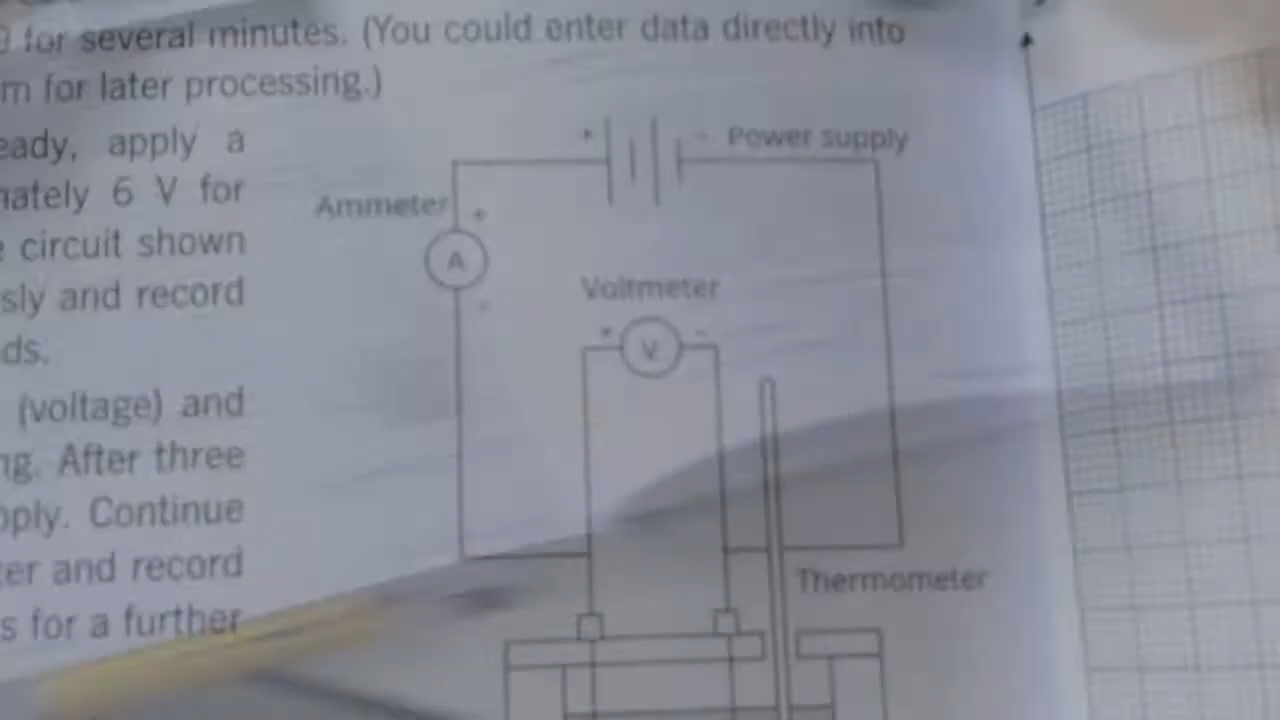 for several minutes. (You could enter data directly into
m for later processing.)
eady, apply a
nately 6 V for
circuit shown
sly and record
ds.
(voltage) and
ng. After three
pply. Continue
er and record
s for a further
+ - Power supply
Ammeter +
A
-
Voltmeter
+ V -
Thermometer